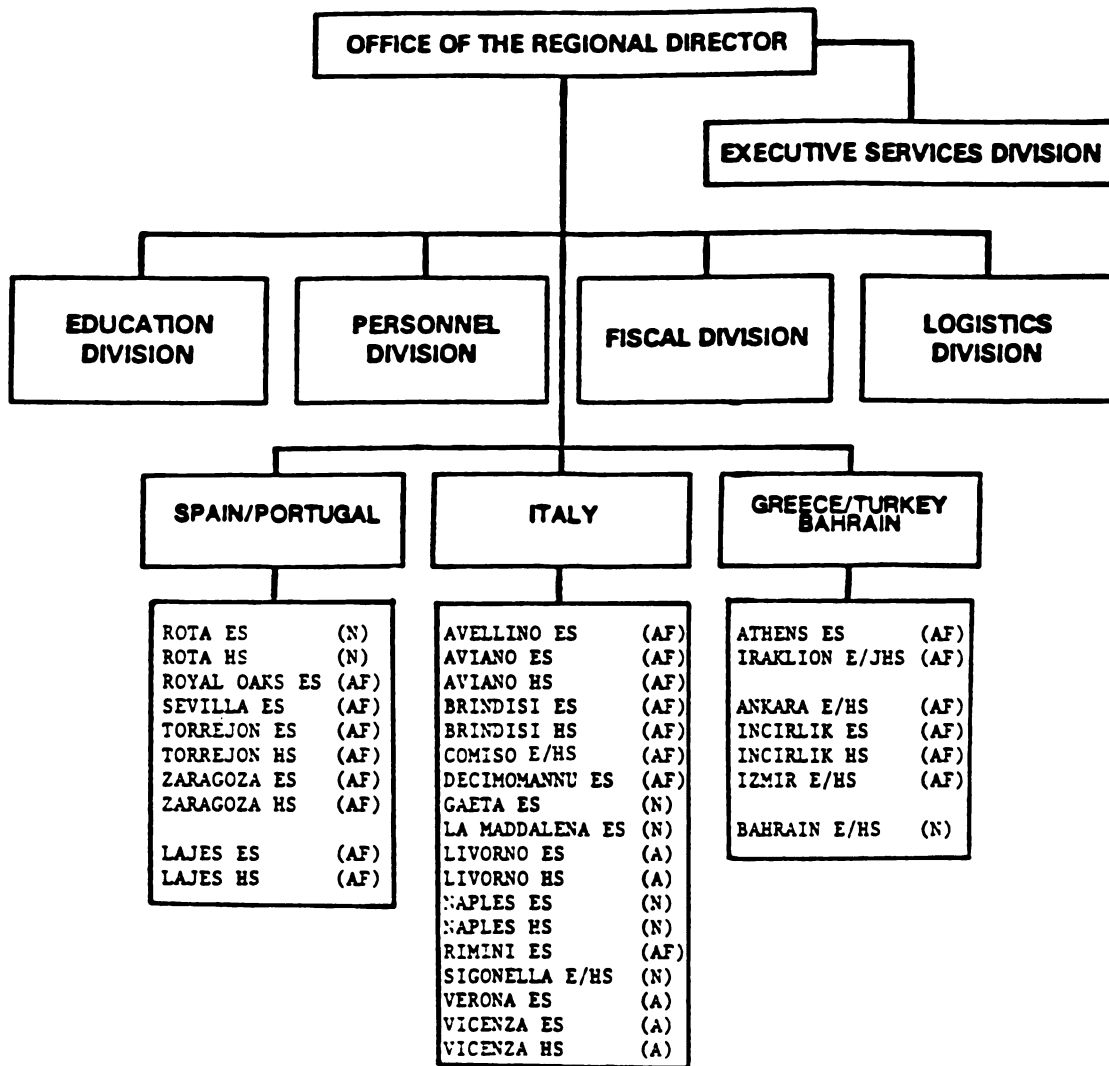 OFFICE OF THE REGIONAL DIRECTOR
EXECUTIVE SERVICES DIVISION
EDUCATION
DIVISION
PERSONNEL
DIVISION
FISCAL DIVISION
LOGISTICS
DIVISION
SPAIN/PORTUGAL
ITALY
GREECE/TURKEY
BAHRAIN
ROTA ES (N)
ROTA HS (N)
ROYAL OAKS ES (AF)
SEVILLA ES (AF)
TORREJON ES (AF)
TORREJON HS (AF)
ZARAGOZA ES (AF)
ZARAGOZA HS (AF)
LAJES ES (AF)
LAJES HS (AF)
AVELLINO ES (AF)
AVIANO ES (AF)
AVIANO HS (AF)
BRINDISI ES (AF)
BRINDISI HS (AF)
COMISO E/HS (AF)
DECIMOMANNU ES (AF)
GAETA ES (N)
LA MADDALENA ES (N)
LIVORNO ES (A)
LIVORNO HS (A)
NAPLES ES (N)
NAPLES HS (N)
RIMINI ES (AF)
SIGONELLA E/HS (N)
VERONA ES (A)
VICENZA ES (A)
VICENZA HS (A)
ATHENS ES (AF)
IRAKLION E/JHS (AF)
ANKARA E/HS (AF)
INCIRLIK ES (AF)
INCIRLIK HS (AF)
IZMIR E/HS (AF)
BAHRAIN E/HS (N)